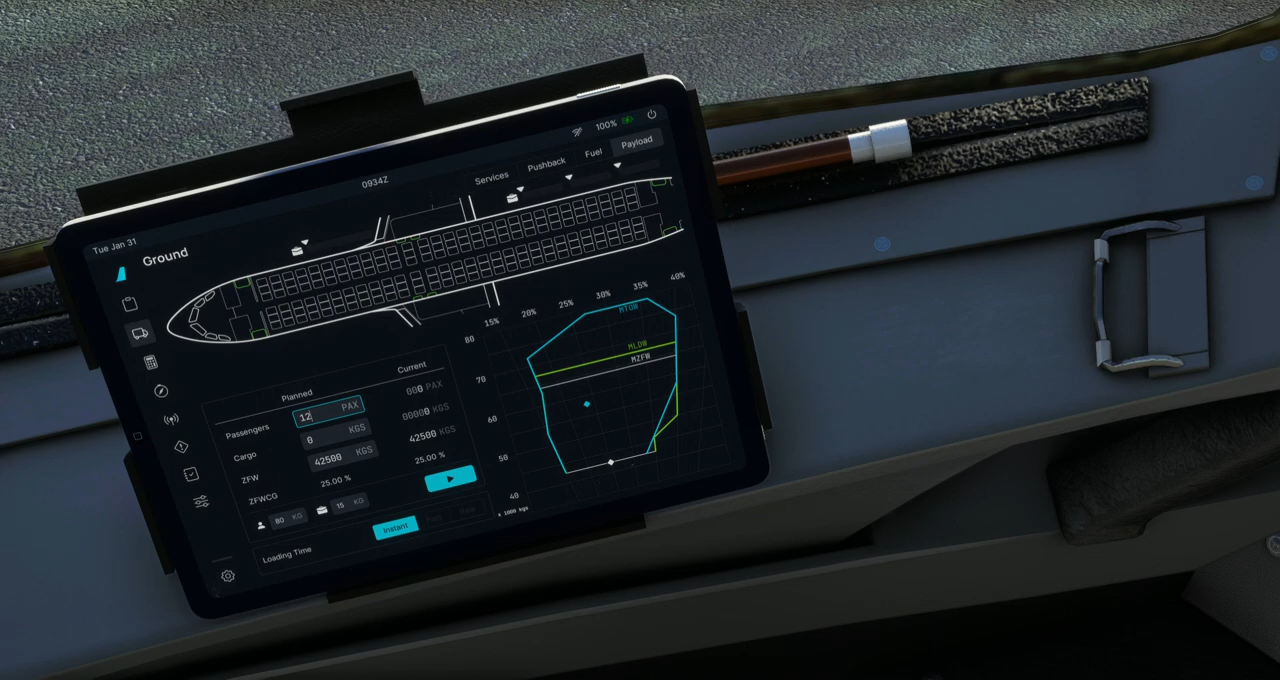 Tue Jan 31
0934Z
100%
Ground
Services
Pushback
Fuel
Payload
Planned
Current
Passengers
12 PAX
000 PAX
Cargo
0 KGS
00000 KGS
ZFW
42500 KGS
42500 KGS
ZFWCG
25.00 %
25.00 %
80 KG
15 KG
Loading Time
Instant
15%
20%
25%
30%
35%
40%
80
70
60
50
40
x 1000 kgs
MTOW
MLDW
MZFW